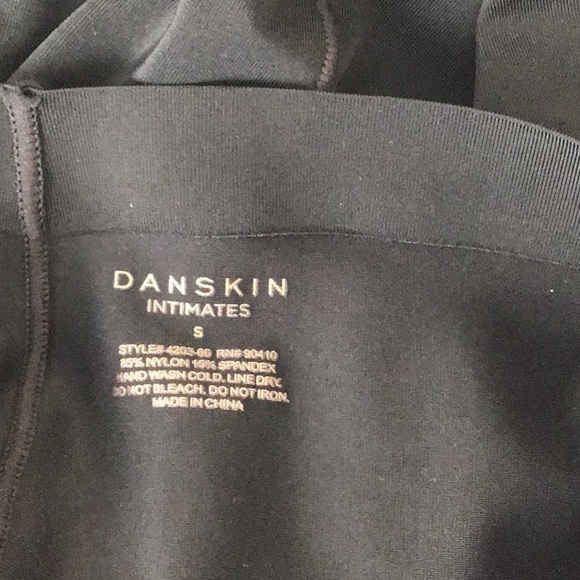 DANSKIN
INTIMATES
S
STYLE#-4203-66 RN# 90410
85% NYLON 15% SPANDEX
HAND WASH COLD. LINE DRY.
DO NOT BLEACH. DO NOT IRON.
MADE IN CHINA